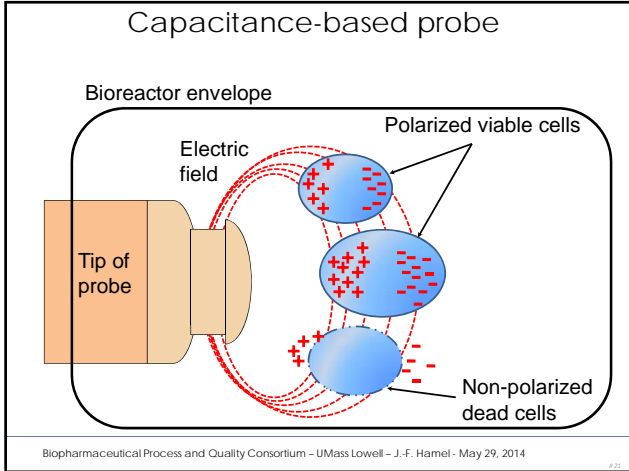 Capacitance-based probe
Bioreactor envelope
Polarized viable cells
Electric
field
Tip of
probe
Non-polarized
dead cells
Biopharmaceutical Process and Quality Consortium – UMass Lowell – J.-F. Hamel - May 29, 2014
# 21